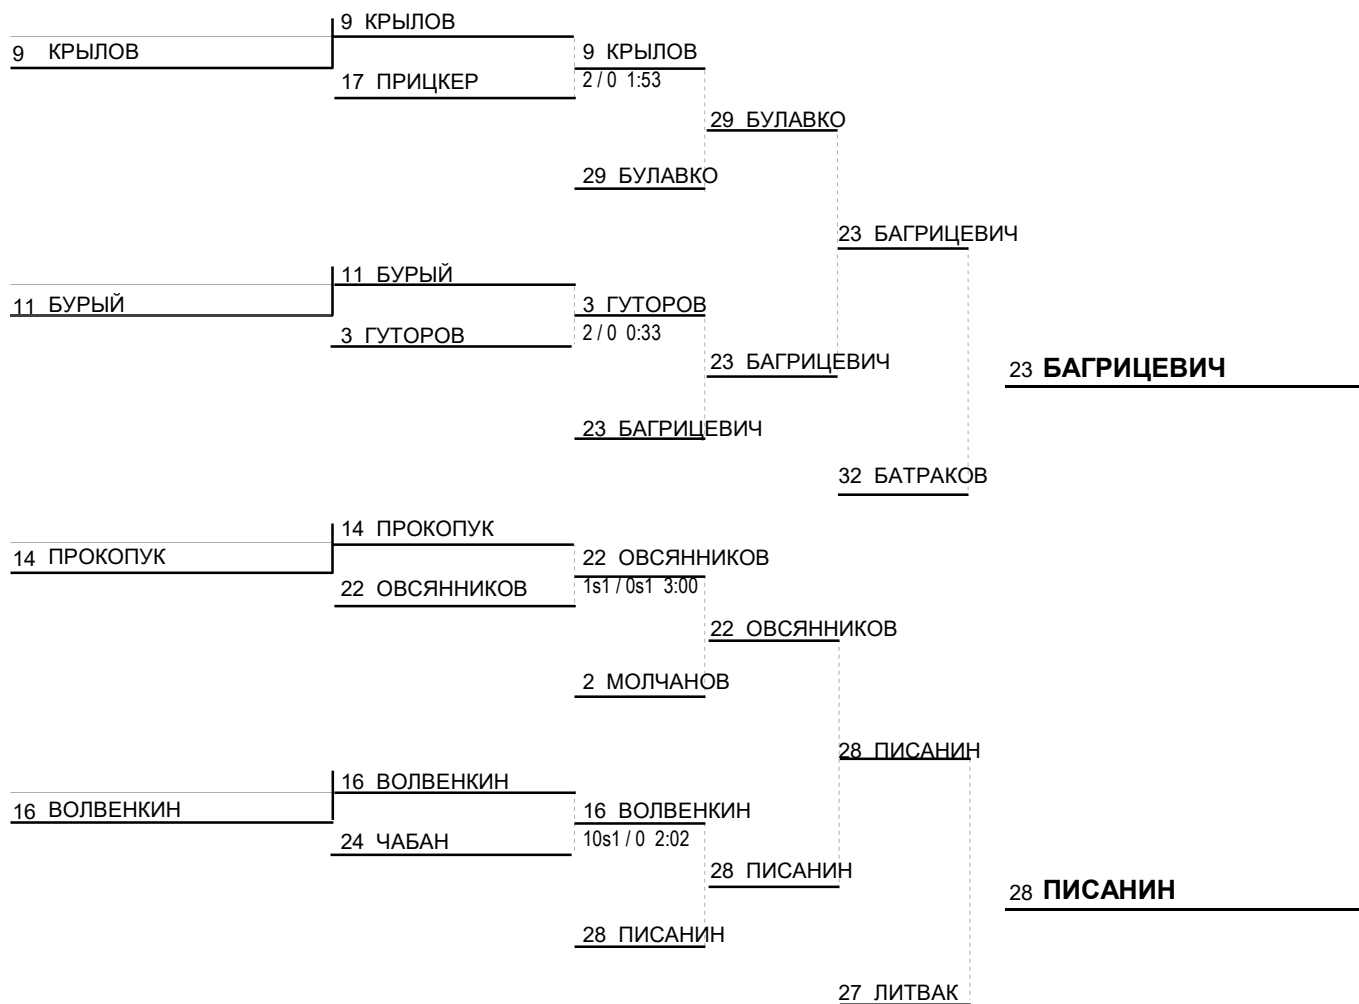 9 КРЫЛОВ
9 КРЫЛОВ
9 КРЫЛОВ
17 ПРИЦКЕР
2 / 0 1:53
29 БУЛАВКО
29 БУЛАВКО
23 БАГРИЦЕВИЧ
11 БУРЫЙ
11 БУРЫЙ
3 ГУТОРОВ
3 ГУТОРОВ
2 / 0 0:33
23 БАГРИЦЕВИЧ
23 БАГРИЦЕВИЧ
23 БАГРИЦЕВИЧ
32 БАТРАКОВ
14 ПРОКОПУК
14 ПРОКОПУК
22 ОВСЯННИКОВ
22 ОВСЯННИКОВ
1s1 / 0s1 3:00
22 ОВСЯННИКОВ
2 МОЛЧАНОВ
28 ПИСАНИН
16 ВОЛВЕНКИН
16 ВОЛВЕНКИН
16 ВОЛВЕНКИН
24 ЧАБАН
10s1 / 0 2:02
28 ПИСАНИН
28 ПИСАНИН
28 ПИСАНИН
27 ЛИТВАК